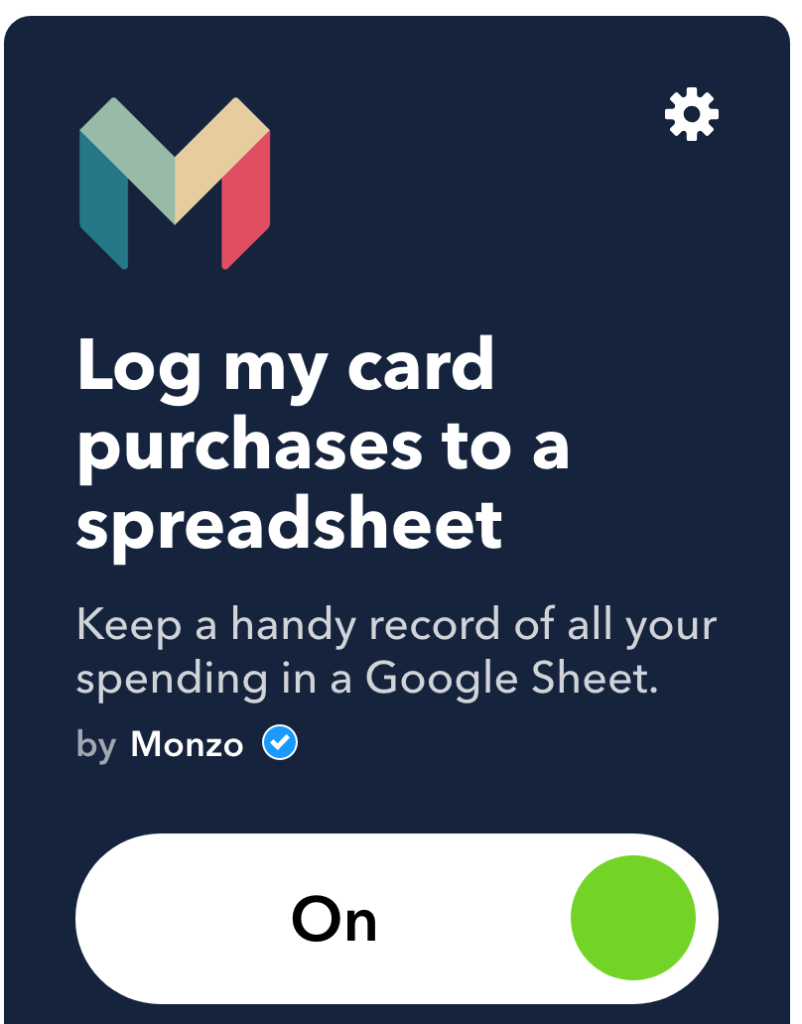 Log my card
purchases to a
spreadsheet
Keep a handy record of all your
spending in a Google Sheet.
by Monzo
On